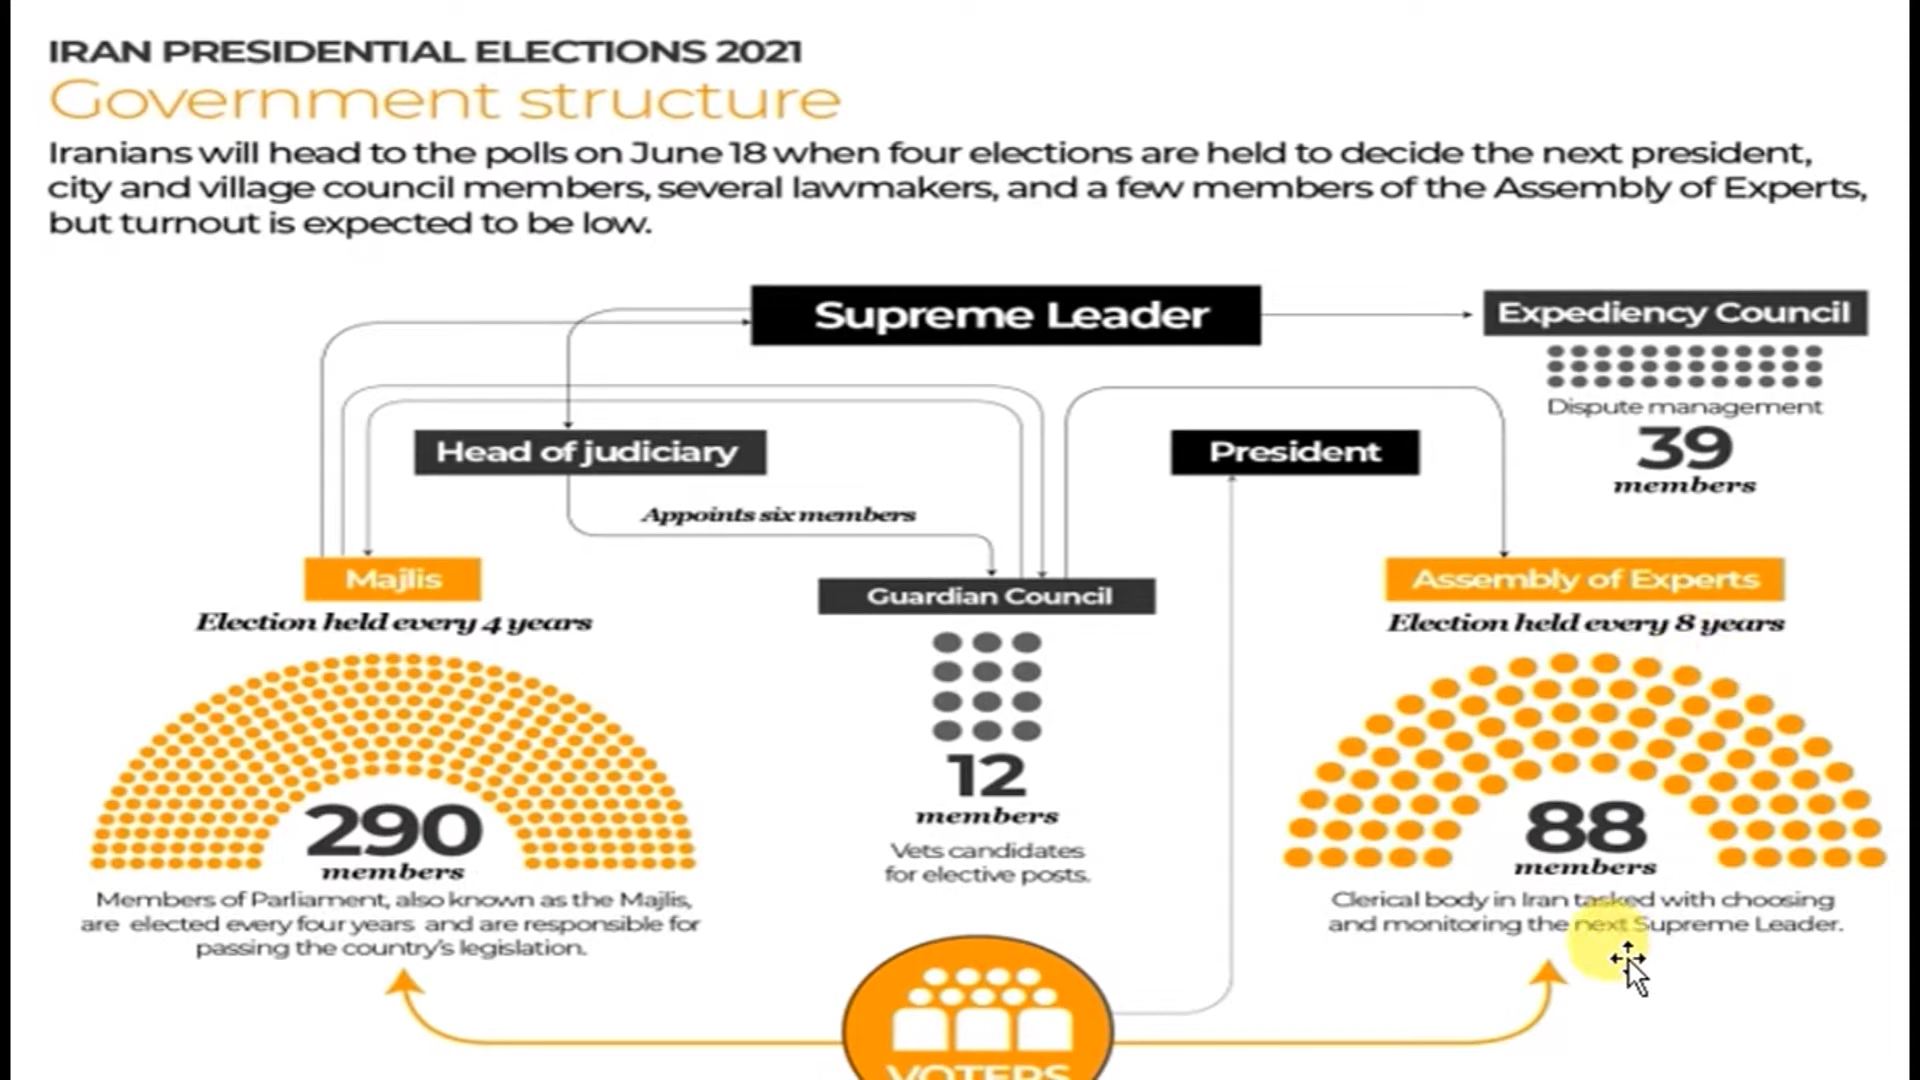 IRAN PRESIDENTIAL ELECTIONS 2021
Government structure
Iranians will head to the polls on June 18 when four elections are held to decide the next president,
city and village council members, several lawmakers, and a few members of the Assembly of Experts,
but turnout is expected to be low.
Supreme Leader
Expediency Council
Dispute management
39
members
Head of judiciary
President
Appoints six members
Majlis
Election held every 4 years
290
members
Members of Parliament, also known as the Majlis,
are elected every four years and are responsible for
passing the country's legislation.
Guardian Council
12
members
Vets candidates
for elective posts.
Assembly of Experts
Election held every 8 years
88
members
Clerical body in Iran tasked with choosing
and monitoring the next Supreme Leader.
VOTERS